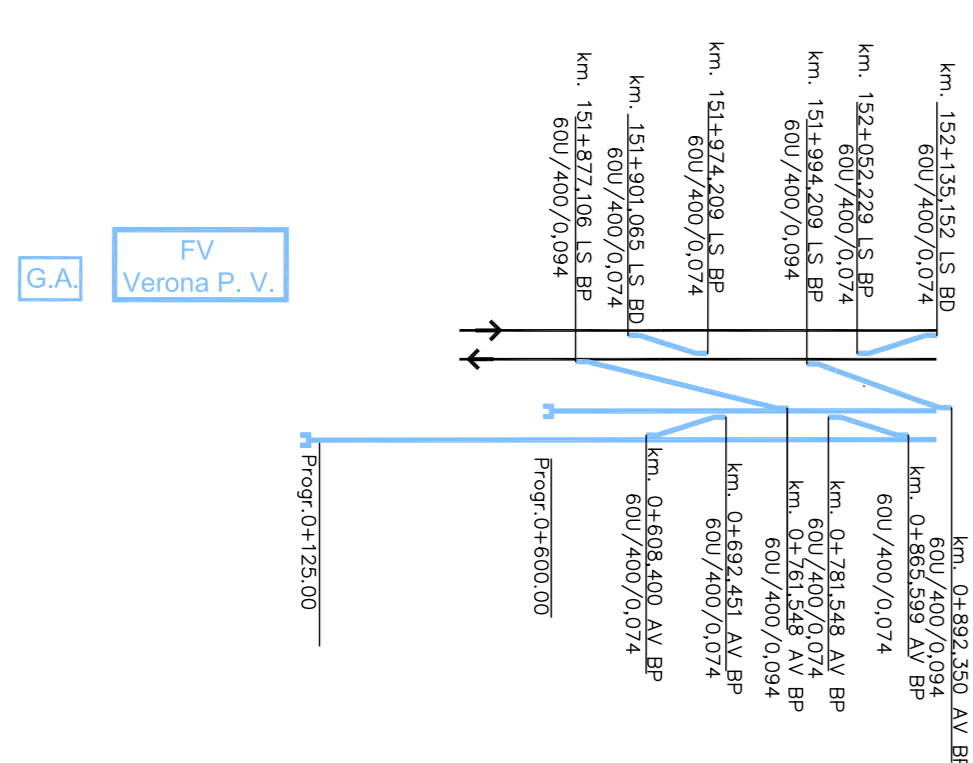 km. 151+877,106 LS BP
60U/400/0,094
km. 151+901,065 LS BD
60U/400/0,074
km. 151+974,209 LS BP
60U/400/0,074
km. 151+994,209 LS BP
60U/400/0,094
km. 152+052,229 LS BP
60U/400/0,074
km. 152+135,152 LS BD
60U/400/0,074
G.A.
FV
Verona P. V.
Progr.0+125.00
Progr.0+600.00
km. 0+608,400 AV BP
60U/400/0,074
km. 0+692,451 AV BP
60U/400/0,074
km. 0+761,548 AV BP
60U/400/0,094
km. 0+781,548 AV BP
60U/400/0,074
km. 0+865,599 AV BP
60U/400/0,074
km. 0+892,350 AV BP
60U/400/0,094